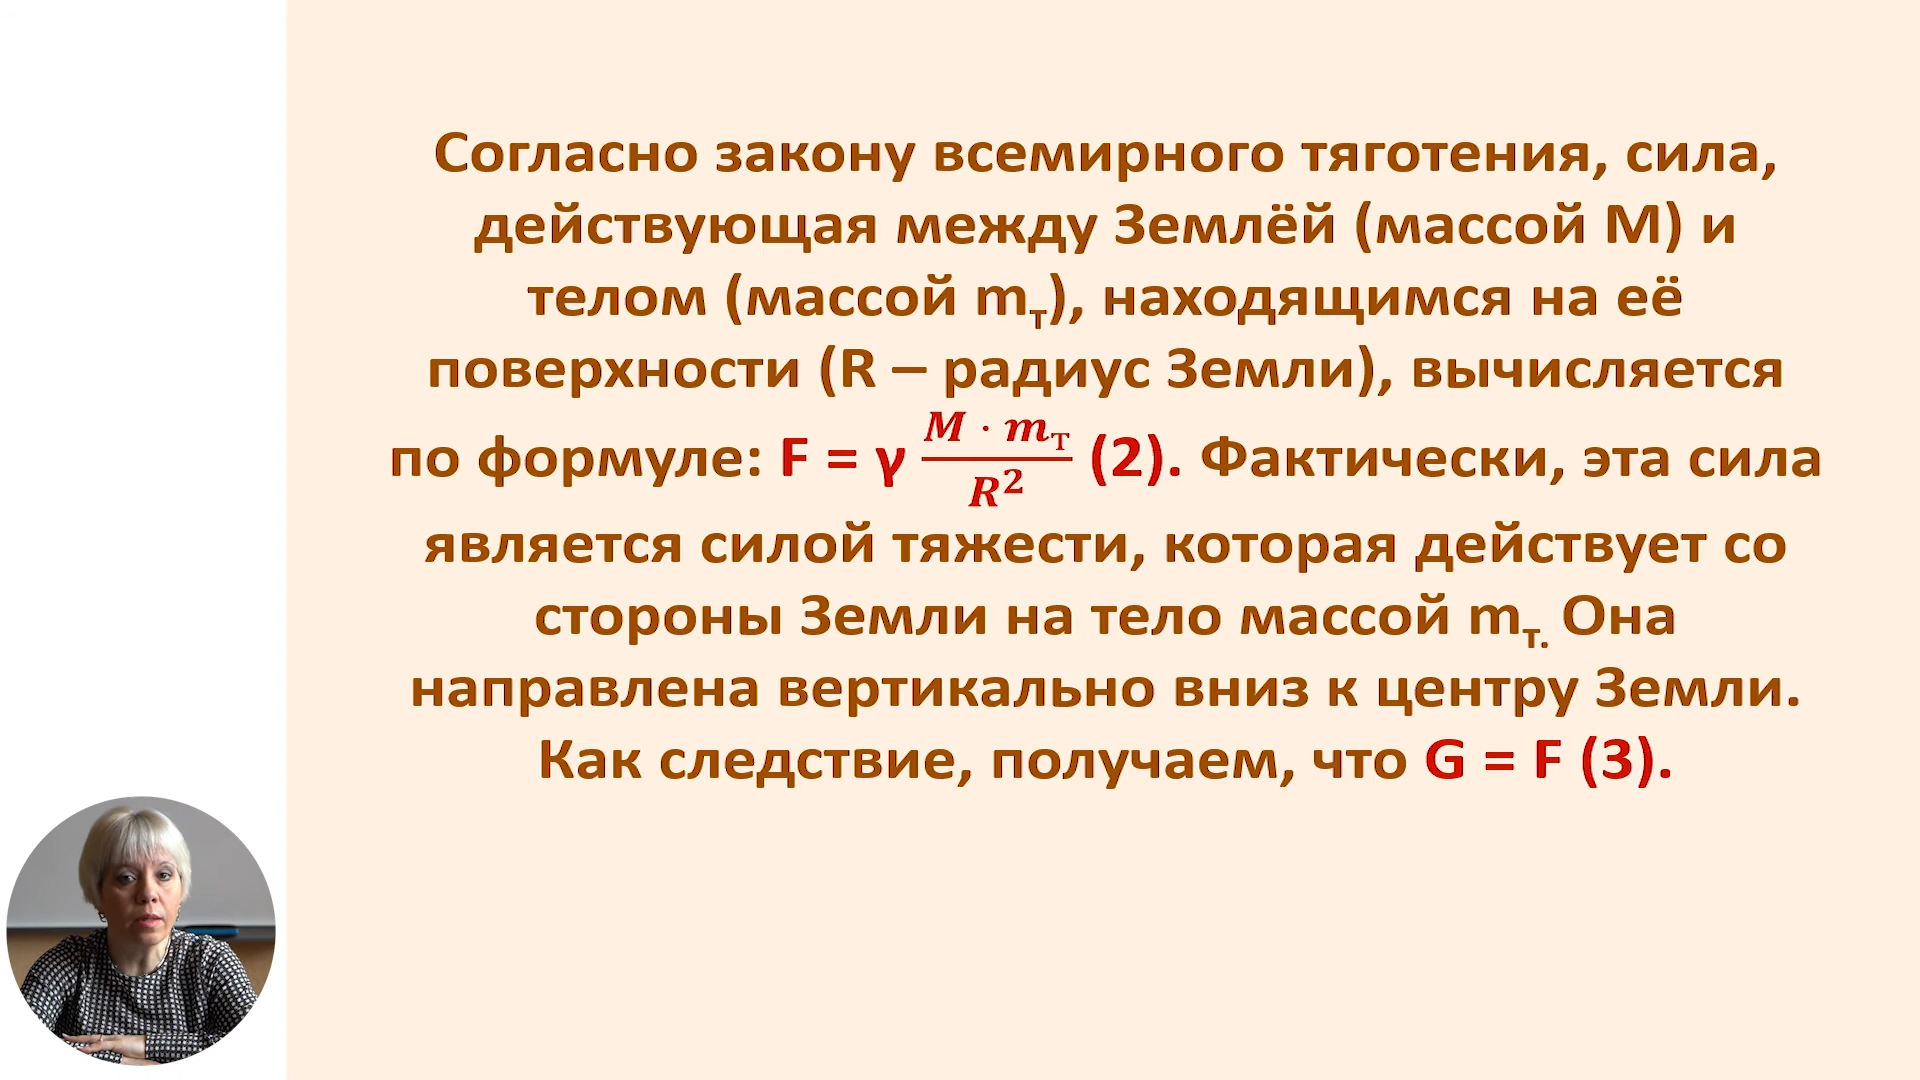 Согласно закону всемирного тяготения, сила,
действующая между Землёй (массой М) и
телом (массой mт), находящимся на её
поверхности (R – радиус Земли), вычисляется
по формуле: F = γ M · mт / R² (2). Фактически, эта сила
является силой тяжести, которая действует со
стороны Земли на тело массой mт. Она
направлена вертикально вниз к центру Земли.
Как следствие, получаем, что G = F (3).